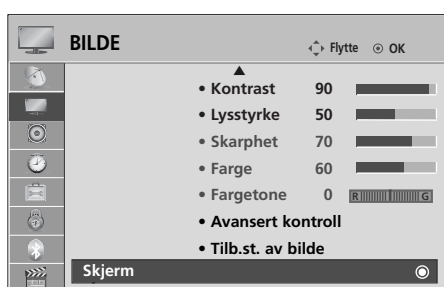 BILDE Flytte OK
• Kontrast 90
• Lysstyrke 50
• Skarphet 70
• Farge 60
• Fargetone 0 R G
• Avansert kontroll
• Tilb.st. av bilde
Skjerm